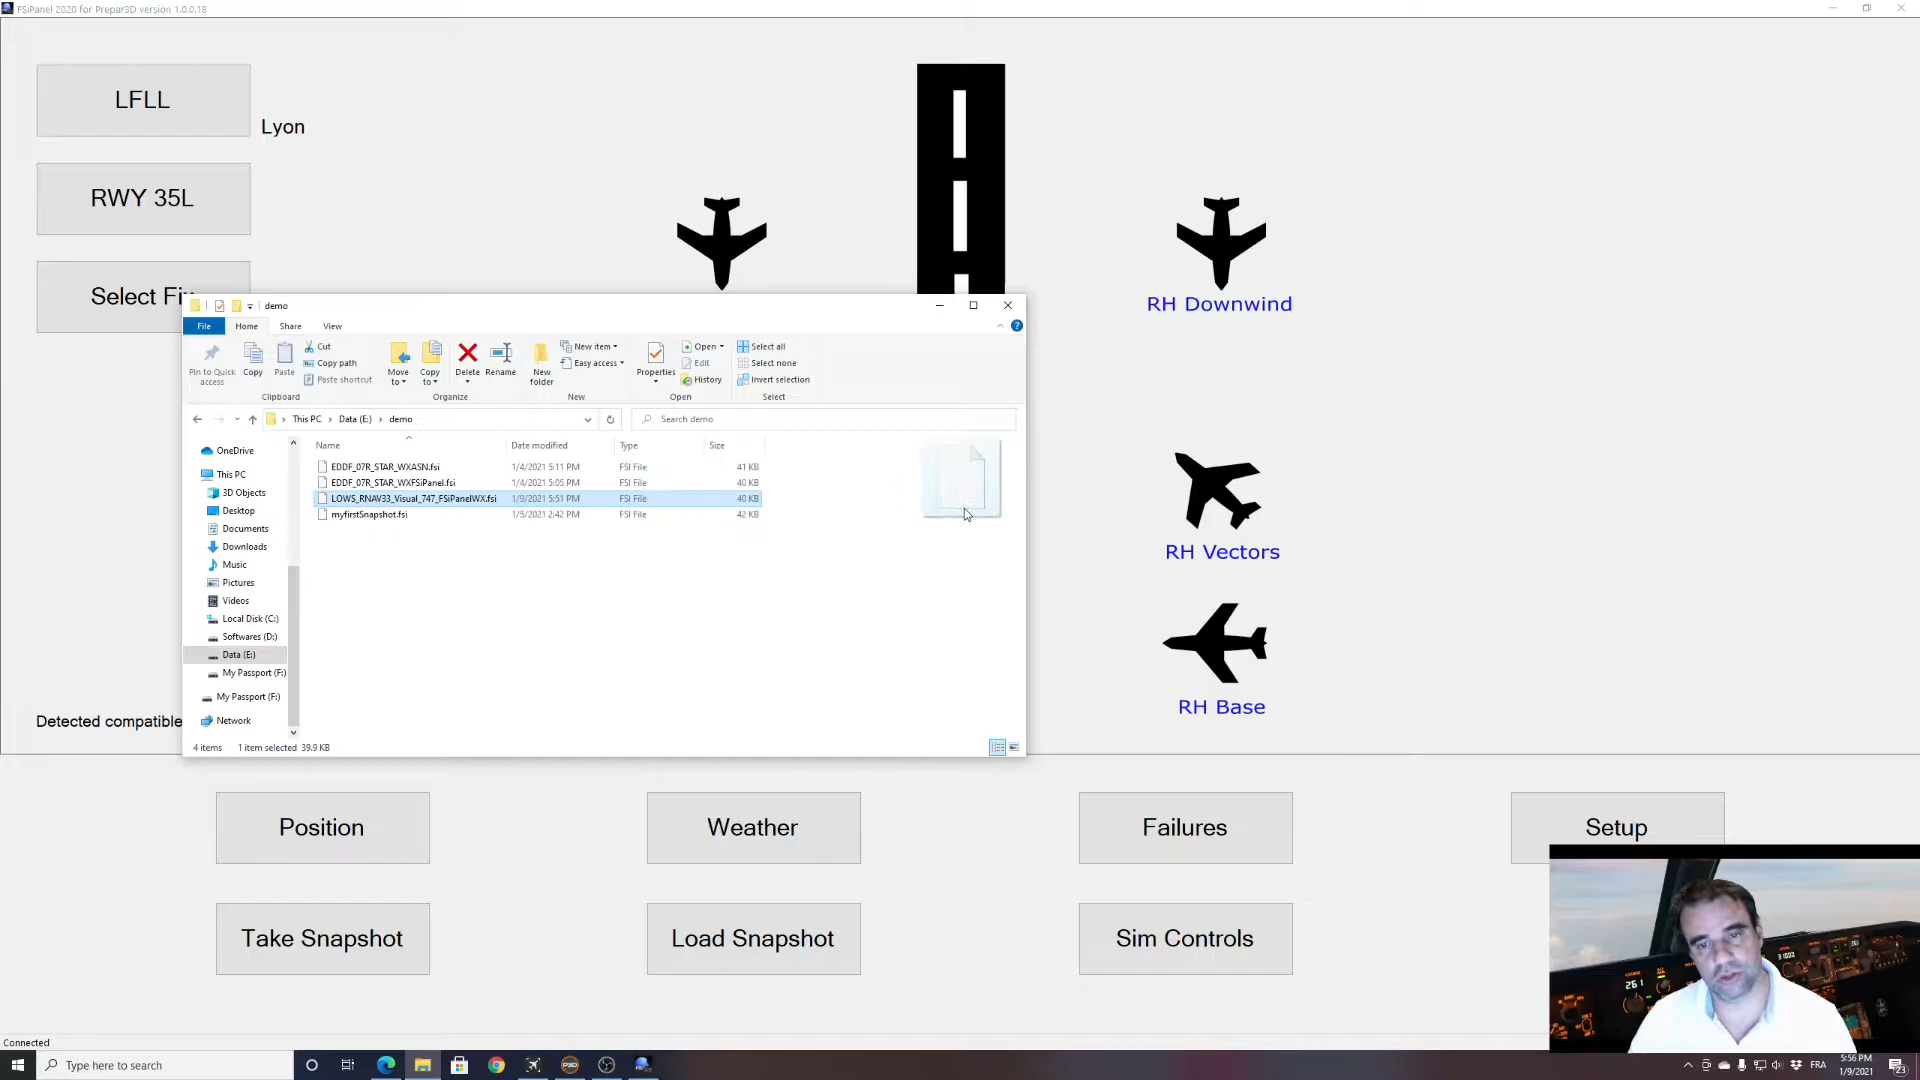 FSiPanel 2020 for Prepar3D version 1.0.0.18
LFLL
Lyon
RWY 35L
Select Fix
RH Downwind
demo
File
Home
Share
View
Pin to Quick access
Copy
Paste
Cut
Copy path
Paste shortcut
Clipboard
Move to
Copy to
Delete
Rename
Organize
New folder
New item
Easy access
New
Properties
Open
Edit
History
Open
Select all
Select none
Invert selection
Select
This PC > Data (E:) > demo
Search demo
Name
Date modified
Type
Size
EDDF_07R_STAR_WXASN.fsi 1/4/2021 5:11 PM FSI File 41 KB
EDDF_07R_STAR_WXFSiPanel.fsi 1/4/2021 5:05 PM FSI File 40 KB
LOWS_RNAV33_Visual_747_FSiPanelWX.fsi 1/9/2021 5:51 PM FSI File 40 KB
myfirstSnapshot.fsi 1/5/2021 2:42 PM FSI File 42 KB
OneDrive
This PC
3D Objects
Desktop
Documents
Downloads
Music
Pictures
Videos
Local Disk (C:)
Softwares (D:)
Data (E:)
My Passport (F:)
My Passport (F:)
Network
4 items 1 item selected 39.9 KB
RH Vectors
RH Base
Detected compatible
Position
Weather
Failures
Setup
Take Snapshot
Load Snapshot
Sim Controls
261
Connected
Type here to search
P3D
FRA
5:56 PM
1/9/2021
23